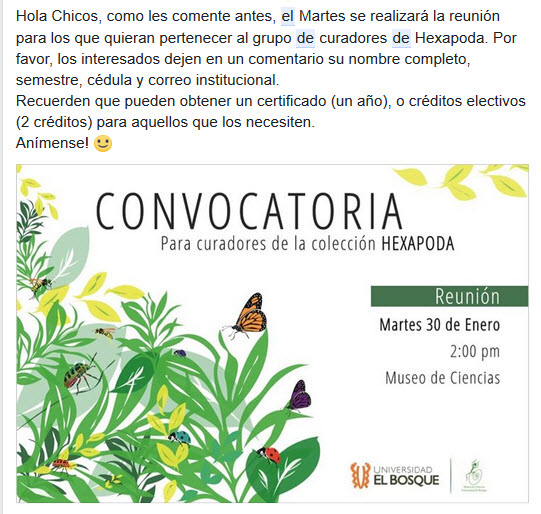 Hola Chicos, como les comente antes, el Martes se realizará la reunión
para los que quieran pertenecer al grupo de curadores de Hexapoda. Por
favor, los interesados dejen en un comentario su nombre completo,
semestre, cédula y correo institucional.
Recuerden que pueden obtener un certificado (un año), o créditos electivos
(2 créditos) para aquellos que los necesiten.
Anímense! 🙂
CONVOCATORIA
Para curadores de la colección HEXAPODA
Reunión
Martes 30 de Enero
2:00 pm
Museo de Ciencias
UNIVERSIDAD
EL BOSQUE